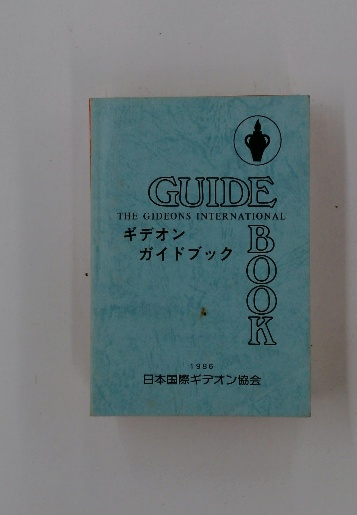 GUIDE
THE GIDEONS INTERNATIONAL
BOOK
ギデオン
ガイドブック
1986
日本国際ギデオン協会